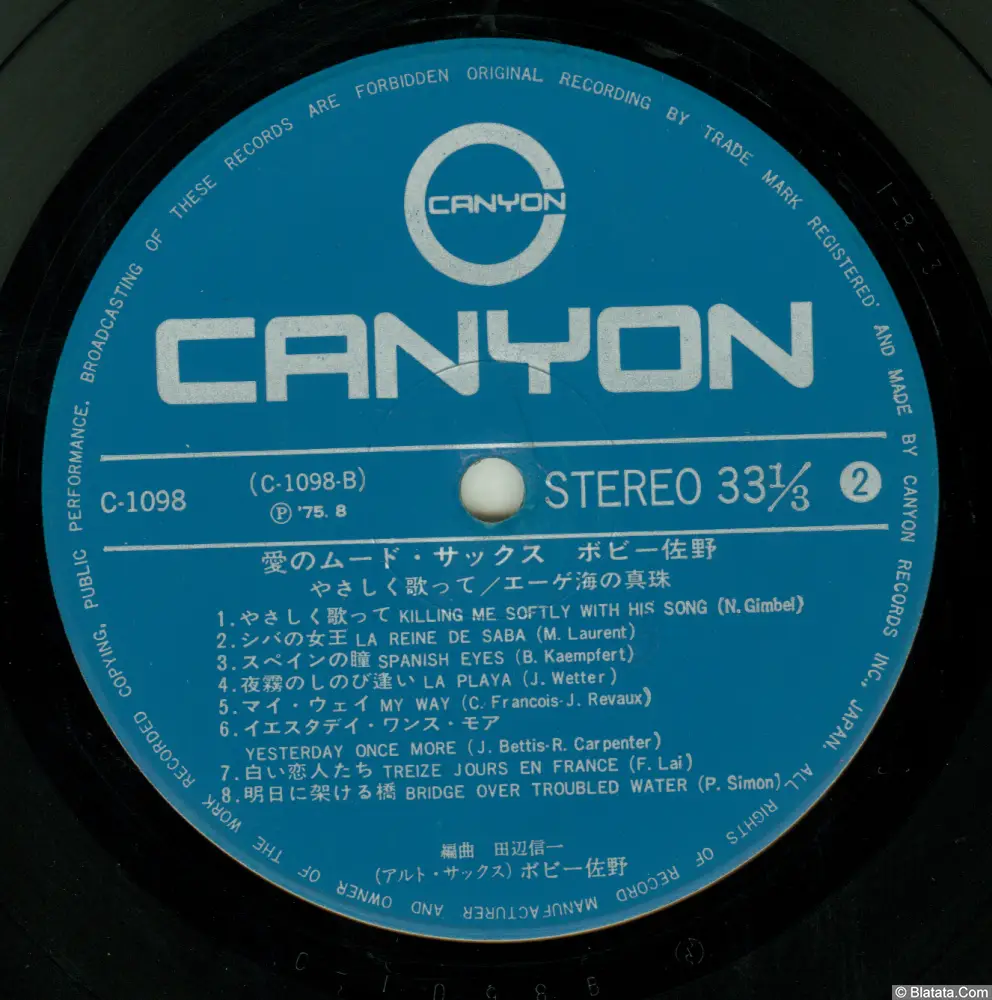 CANYON
CANYON
C-1098
(C-1098-B)
Ⓟ '75. 8
STEREO 33⅓
2
愛のムード・サックス ボビー佐野
やさしく歌って/エーゲ海の真珠
1. やさしく歌って KILLING ME SOFTLY WITH HIS SONG (N. Gimbel)
2. シバの女王 LA REINE DE SABA (M. Laurent)
3. スペインの瞳 SPANISH EYES (B. Kaempfert)
4. 夜霧のしのび逢い LA PLAYA (J. Wetter)
5. マイ・ウェイ MY WAY (C. Francois-J. Revaux)
6. イエスタデイ・ワンス・モア
YESTERDAY ONCE MORE (J. Bettis-R. Carpenter)
7. 白い恋人たち TREIZE JOURS EN FRANCE (F. Lai)
8. 明日に架ける橋 BRIDGE OVER TROUBLED WATER (P. Simon)
編曲 田辺信一
(アルト・サックス) ボビー佐野
ALL RIGHTS OF RECORD MANUFACTURER AND OWNER OF THE WORK RECORDED COPYING, PUBLIC PERFORMANCE, BROADCASTING OF THESE RECORDS ARE FORBIDDEN ORIGINAL RECORDING BY TRADE MARK REGISTERED AND MADE BY CANYON RECORDS INC., JAPAN.
1-B-3
© Blatata.Com